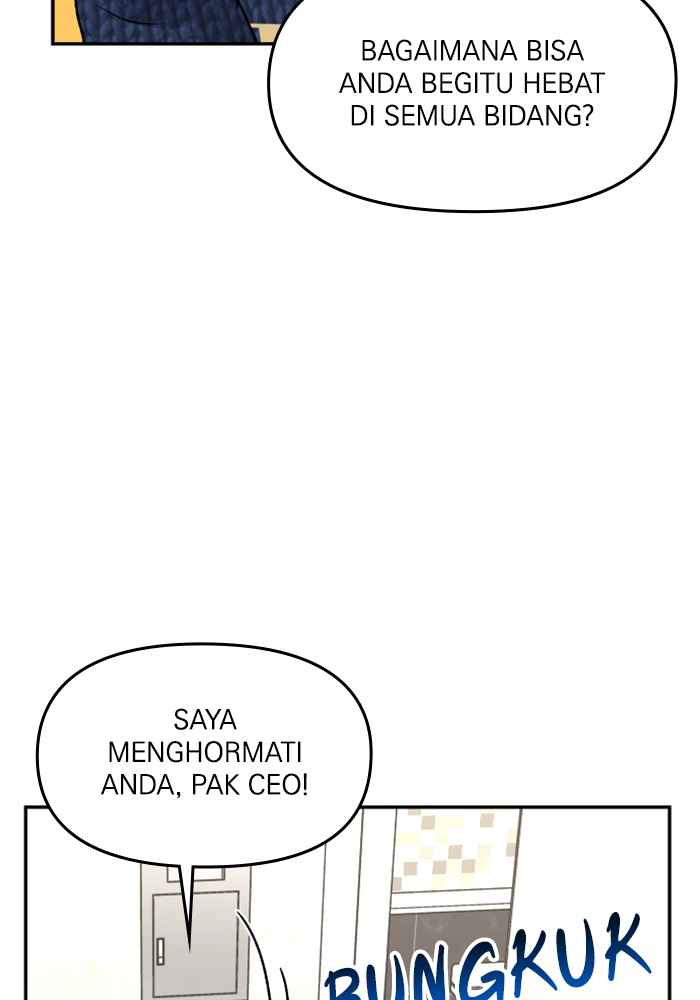 BAGAIMANA BISA
ANDA BEGITU HEBAT
DI SEMUA BIDANG?
SAYA
MENGHORMATI
ANDA, PAK CEO!
BUNGKUK